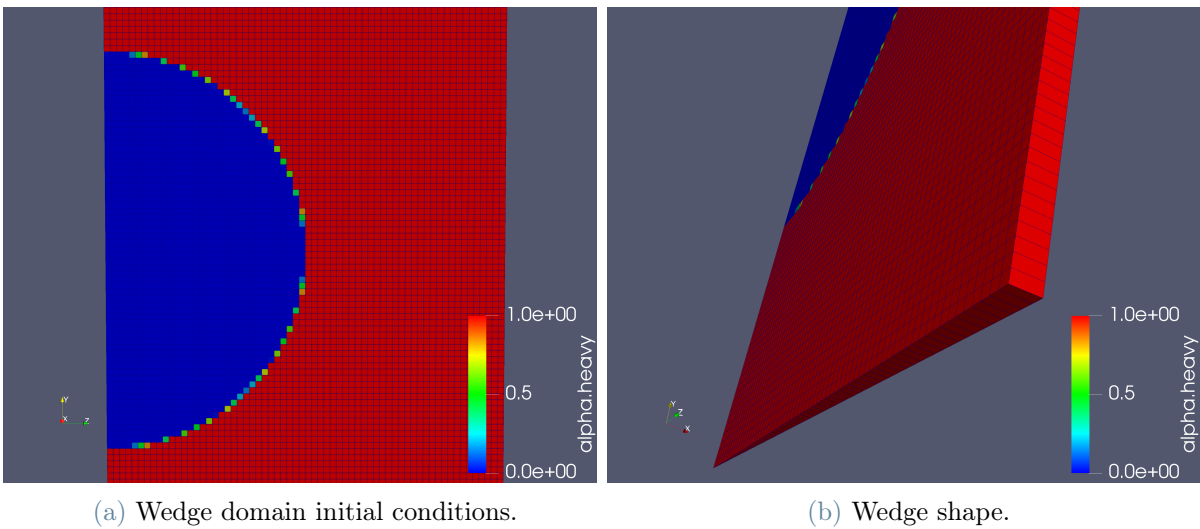 1.0e+00
0.5
0.0e+00
alpha.heavy
Y
X
Z
1.0e+00
0.5
0.0e+00
alpha.heavy
Y
Z
X
(a) Wedge domain initial conditions.
(b) Wedge shape.